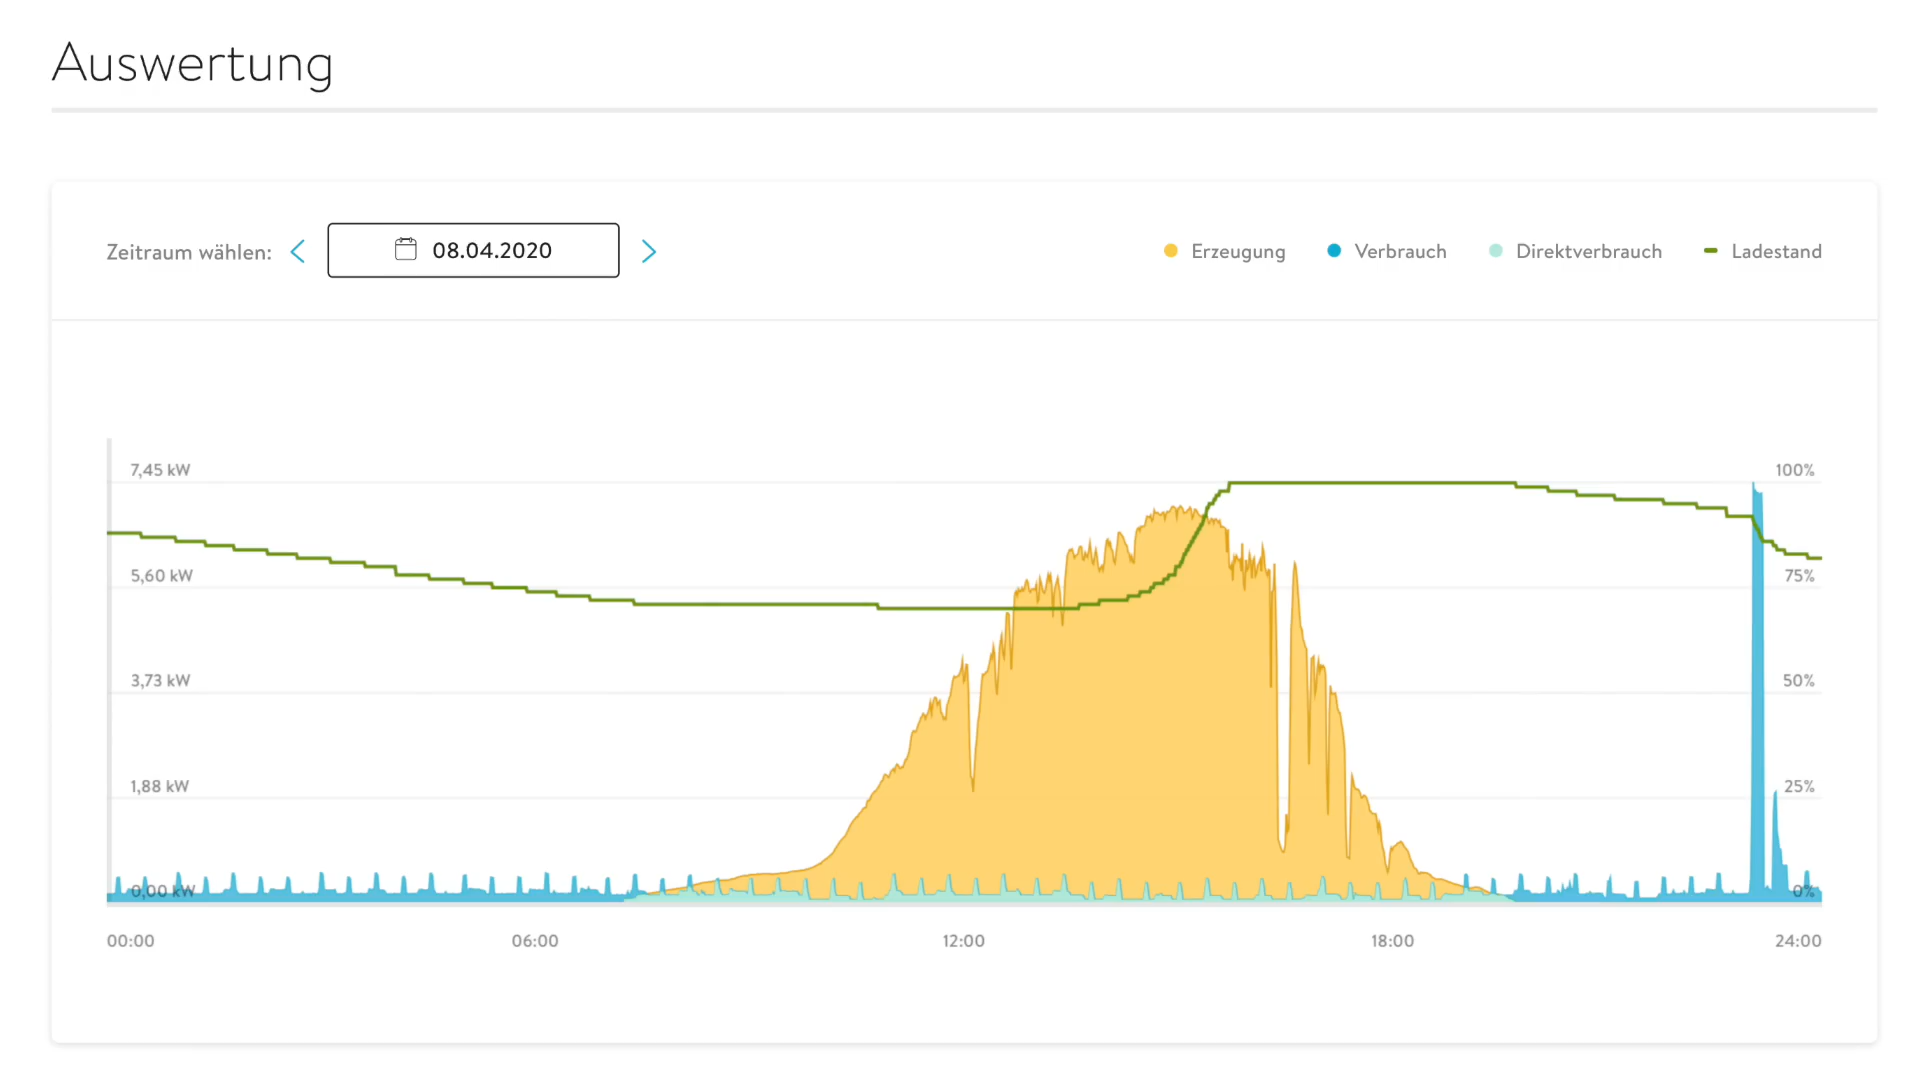 Auswertung
Zeitraum wählen: 08.04.2020 Erzeugung Verbrauch Direktverbrauch Ladestand
7,45 kW 100%
5,60 kW 75%
3,73 kW 50%
1,88 kW 25%
0,00 kW 0%
00:00 06:00 12:00 18:00 24:00